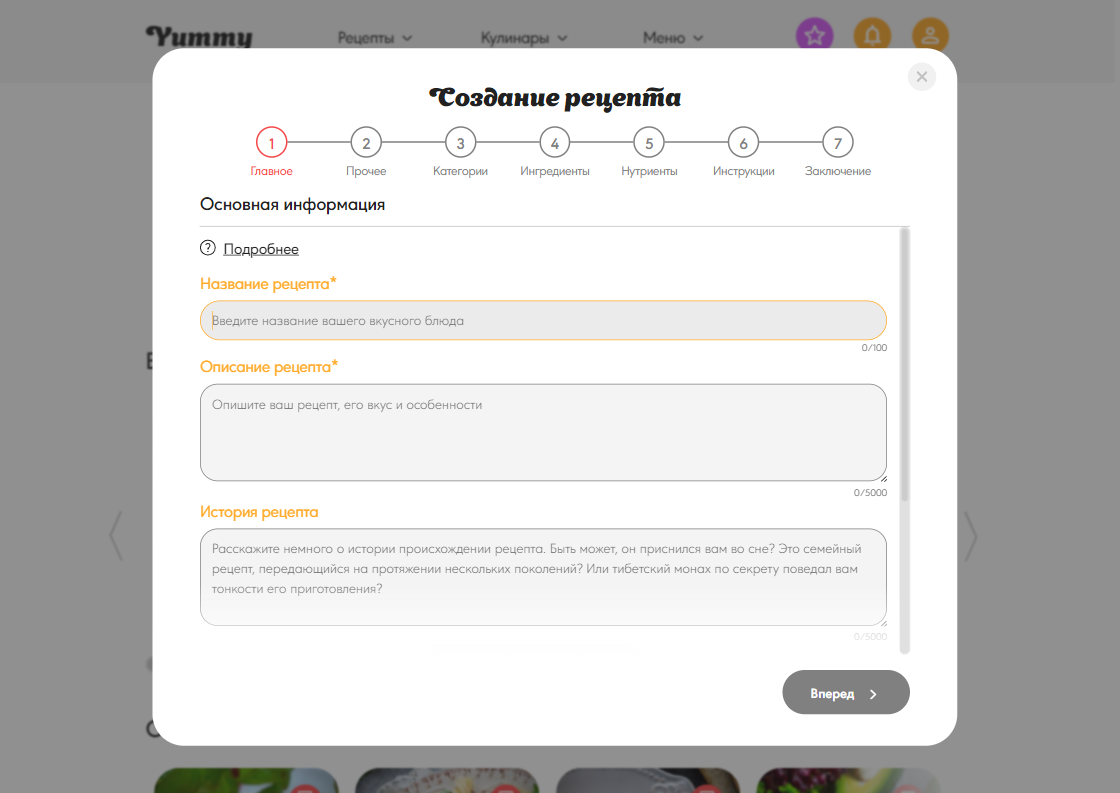 Yummy
Рецепты
Кулинары
Меню
Создание рецепта
1
2
3
4
5
6
7
Главное
Прочее
Категории
Ингредиенты
Нутриенты
Инструкции
Заключение
Основная информация
? Подробнее
Название рецепта*
Введите название вашего вкусного блюда
0/100
Описание рецепта*
Опишите ваш рецепт, его вкус и особенности
0/5000
История рецепта
Расскажите немного о истории происхождении рецепта. Быть может, он приснился вам во сне? Это семейный
рецепт, передающийся на протяжении нескольких поколений? Или тибетский монах по секрету поведал вам
тонкости его приготовления?
0/5000
Вперед